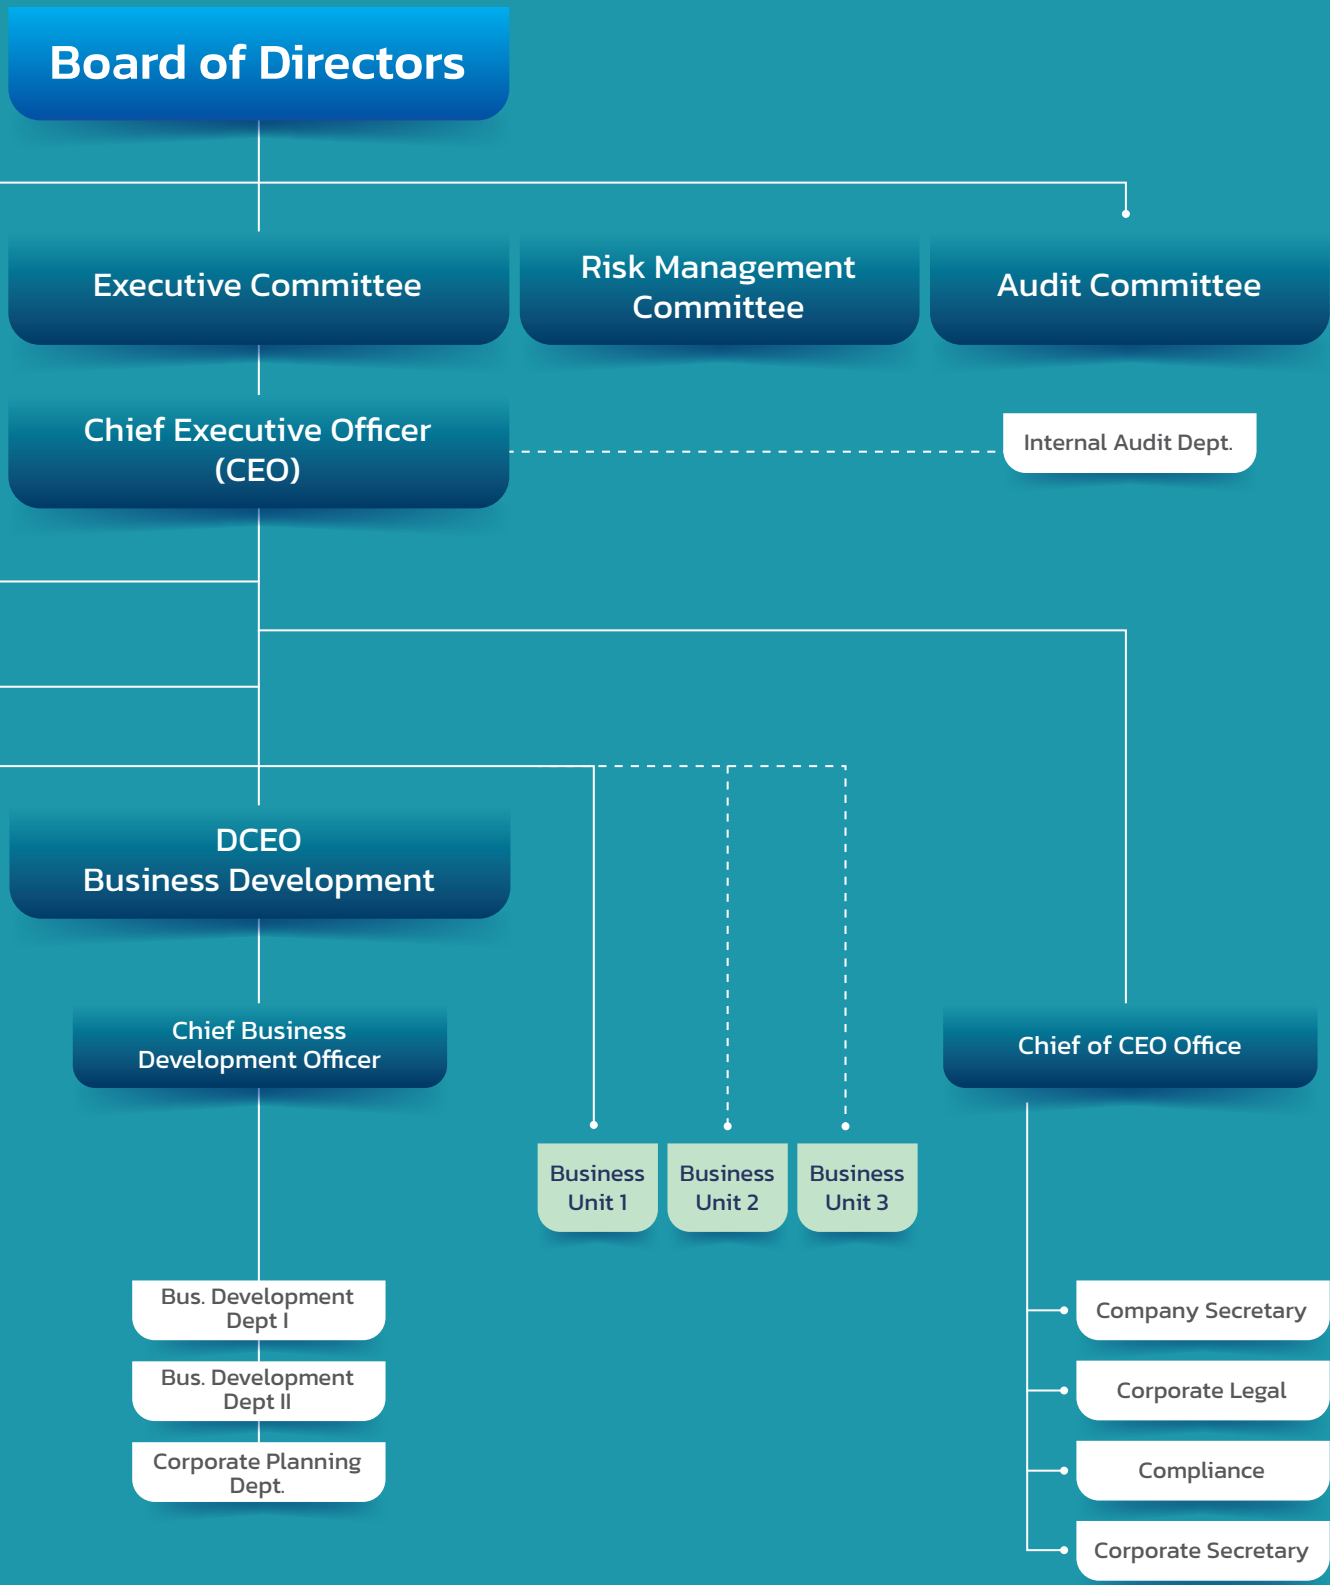 Board of Directors
Executive Committee
Risk Management
Committee
Audit Committee
Chief Executive Officer
(CEO)
Internal Audit Dept.
DCEO
Business Development
Chief Business
Development Officer
Chief of CEO Office
Business
Unit 1
Business
Unit 2
Business
Unit 3
Bus. Development
Dept I
Bus. Development
Dept II
Corporate Planning
Dept.
Company Secretary
Corporate Legal
Compliance
Corporate Secretary